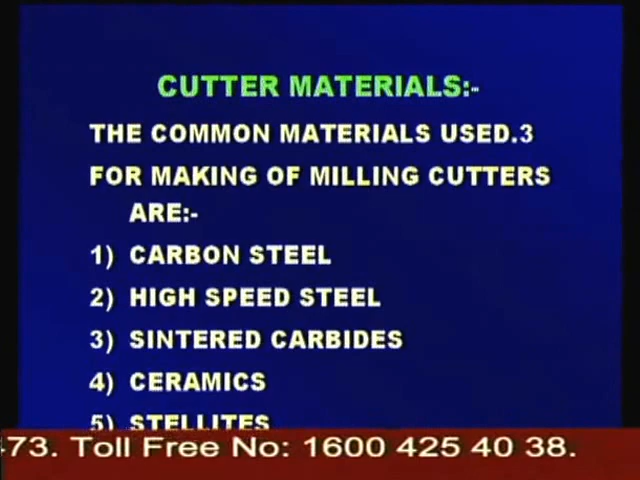 CUTTER MATERIALS:-
THE COMMON MATERIALS USED.3
FOR MAKING OF MILLING CUTTERS
ARE:-
1) CARBON STEEL
2) HIGH SPEED STEEL
3) SINTERED CARBIDES
4) CERAMICS
5) STELLITES
73. Toll Free No: 1600 425 40 38.